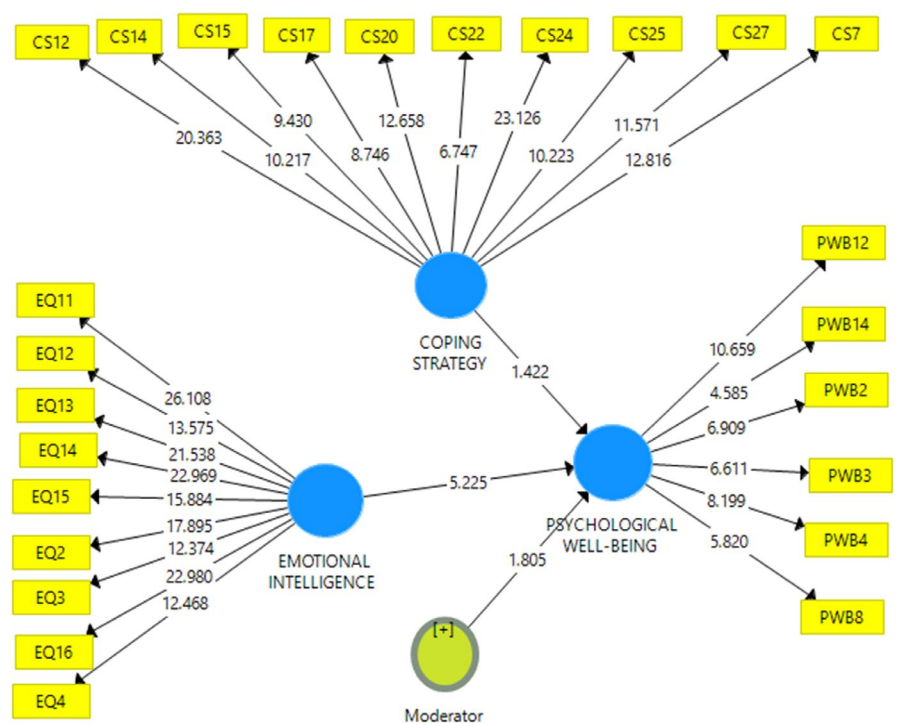 CS12
CS14
CS15
CS17
CS20
CS22
CS24
CS25
CS27
CS7
20.363
10.217
9.430
8.746
12.658
6.747
23.126
10.223
11.571
12.816
COPING
STRATEGY
1.422
EQ11
EQ12
EQ13
EQ14
EQ15
EQ2
EQ3
EQ16
EQ4
26.108
13.575
21.538
22.969
15.884
17.895
12.374
22.980
12.468
EMOTIONAL
INTELLIGENCE
5.225
PSYCHOLOGICAL
WELL-BEING
1.805
[+]
Moderator
10.659
4.585
6.909
6.611
8.199
5.820
PWB12
PWB14
PWB2
PWB3
PWB4
PWB8